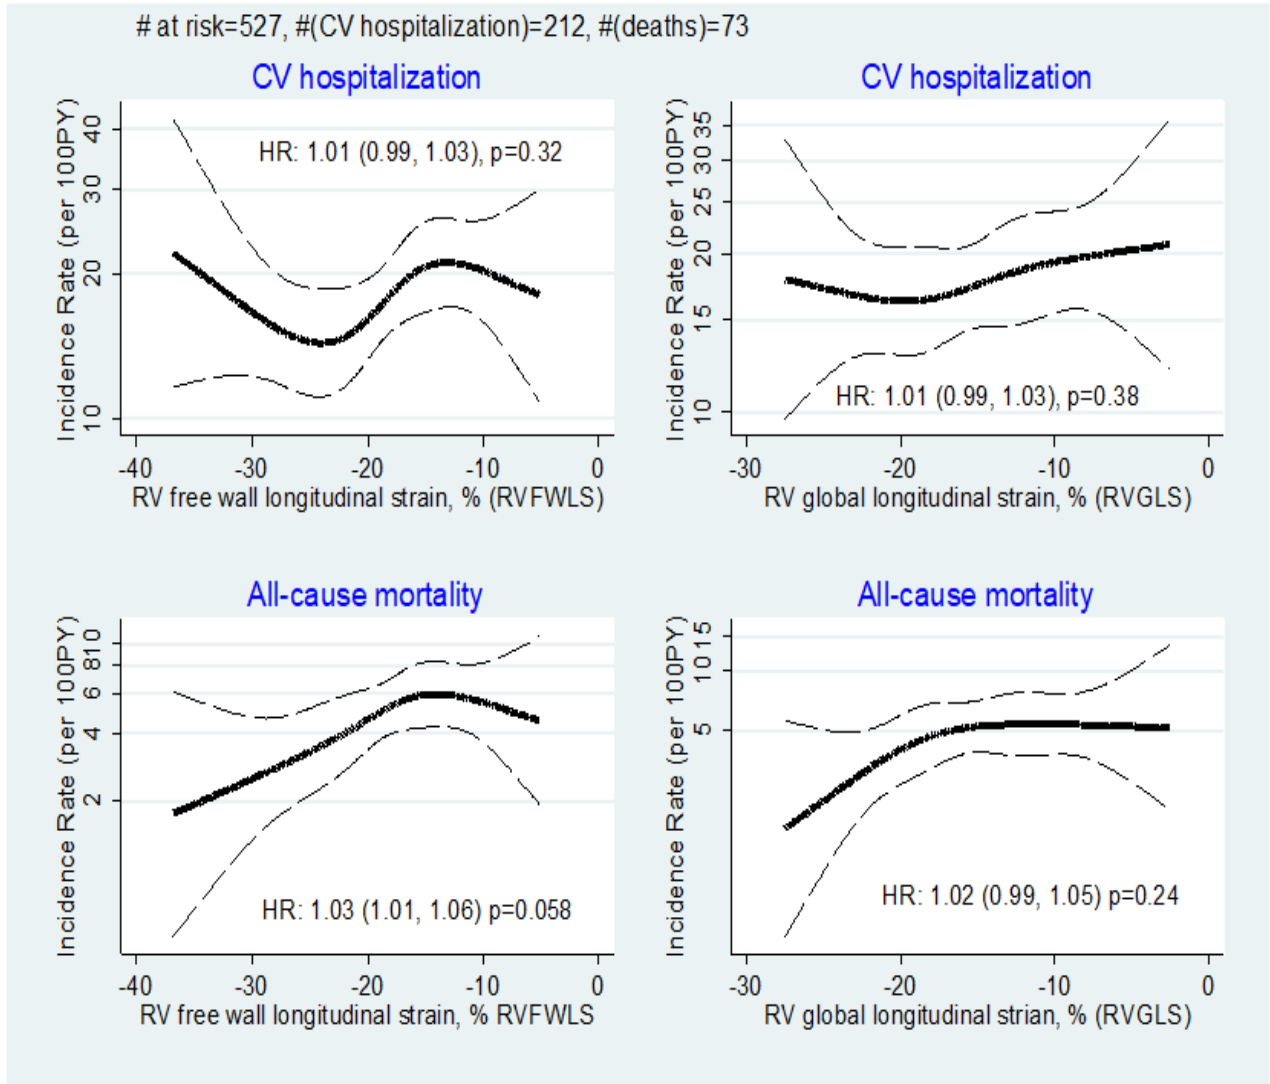 # at risk=527, #(CV hospitalization)=212, #(deaths)=73
CV hospitalization
Incidence Rate (per 100PY)
40
30
20
10
HR: 1.01 (0.99, 1.03), p=0.32
-40 -30 -20 -10 0
RV free wall longitudinal strain, % (RVFWLS)
CV hospitalization
Incidence Rate (per 100PY)
35
30
25
20
15
10
HR: 1.01 (0.99, 1.03), p=0.38
-30 -20 -10 0
RV global longitudinal strain, % (RVGLS)
All-cause mortality
Incidence Rate (per 100PY)
10
8
6
4
2
HR: 1.03 (1.01, 1.06) p=0.058
-40 -30 -20 -10 0
RV free wall longitudinal strain, % RVFWLS
All-cause mortality
Incidence Rate (per 100PY)
15
10
5
HR: 1.02 (0.99, 1.05) p=0.24
-30 -20 -10 0
RV global longitudinal strian, % (RVGLS)